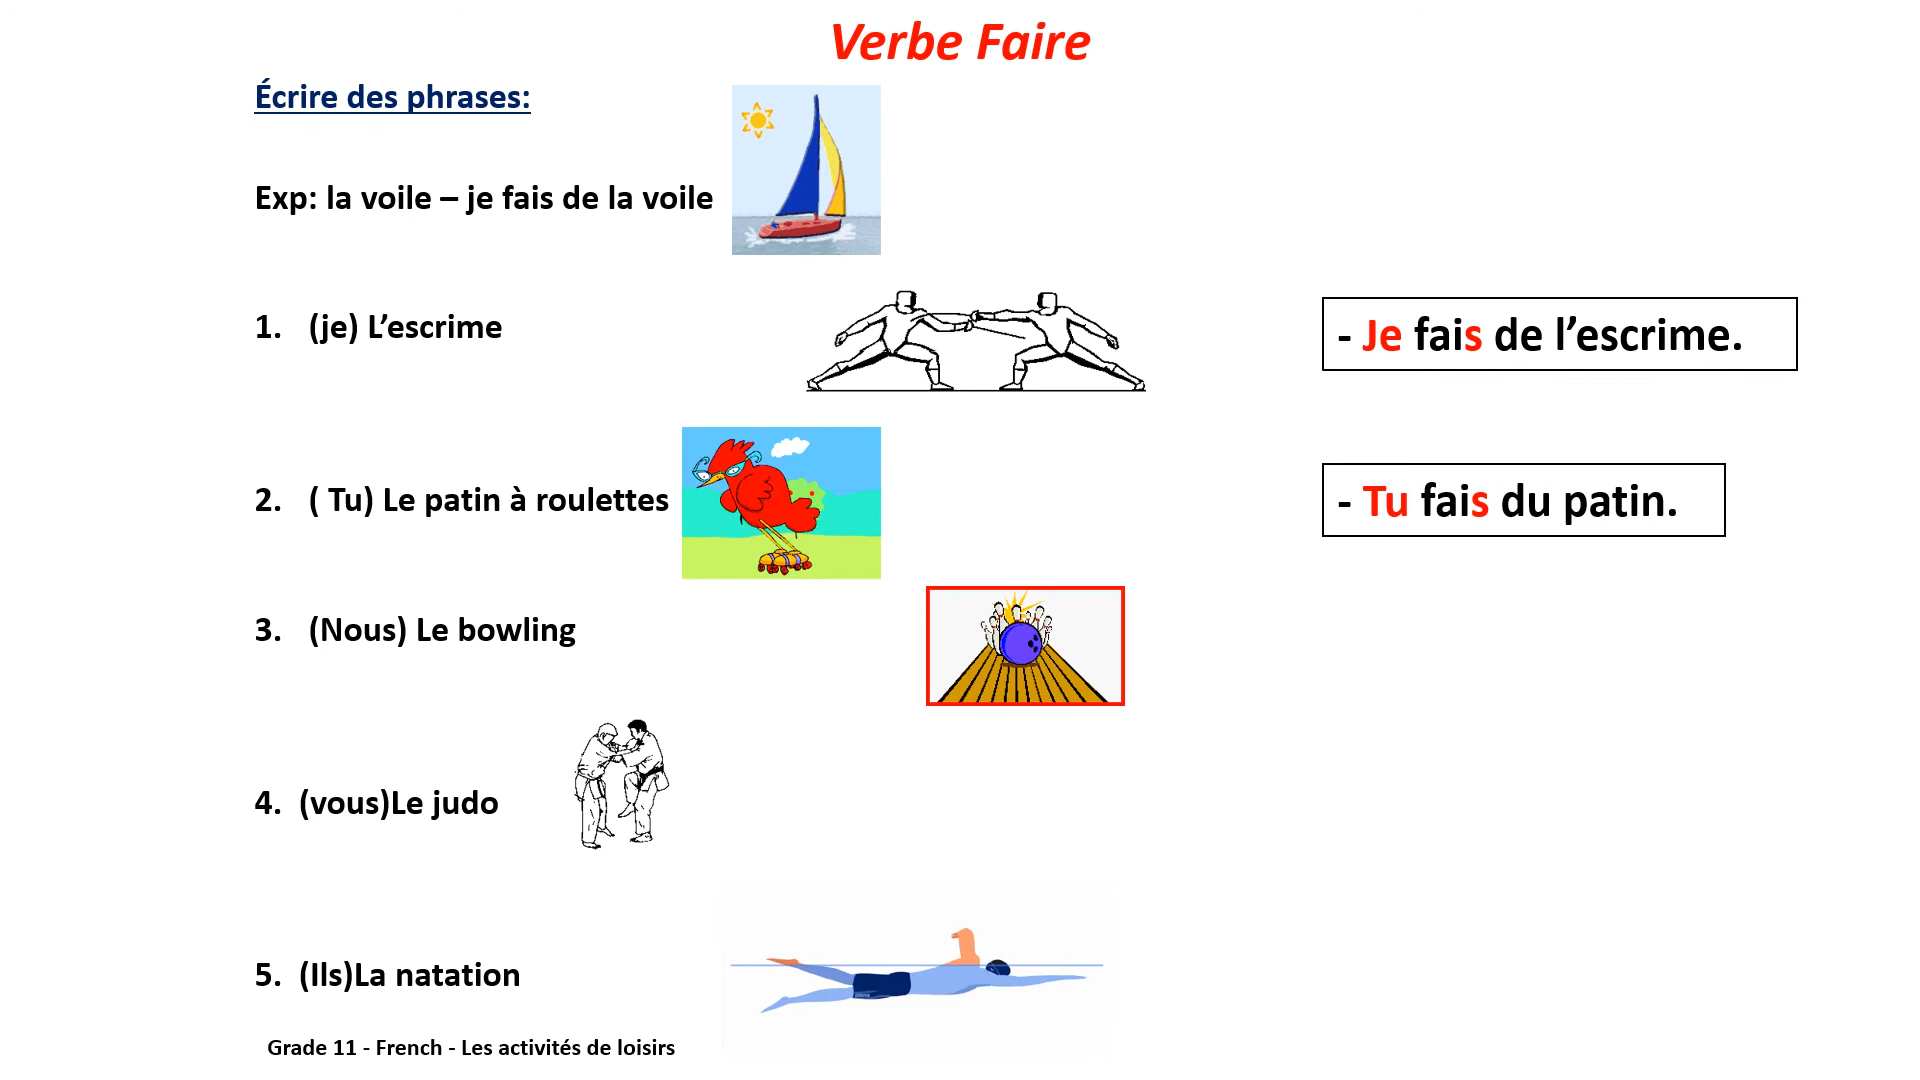 Verbe Faire
Écrire des phrases:
Exp: la voile – je fais de la voile
1. (je) L’escrime
- Je fais de l’escrime.
2. ( Tu) Le patin à roulettes
- Tu fais du patin.
3. (Nous) Le bowling
4. (vous)Le judo
5. (Ils)La natation
Grade 11 - French - Les activités de loisirs